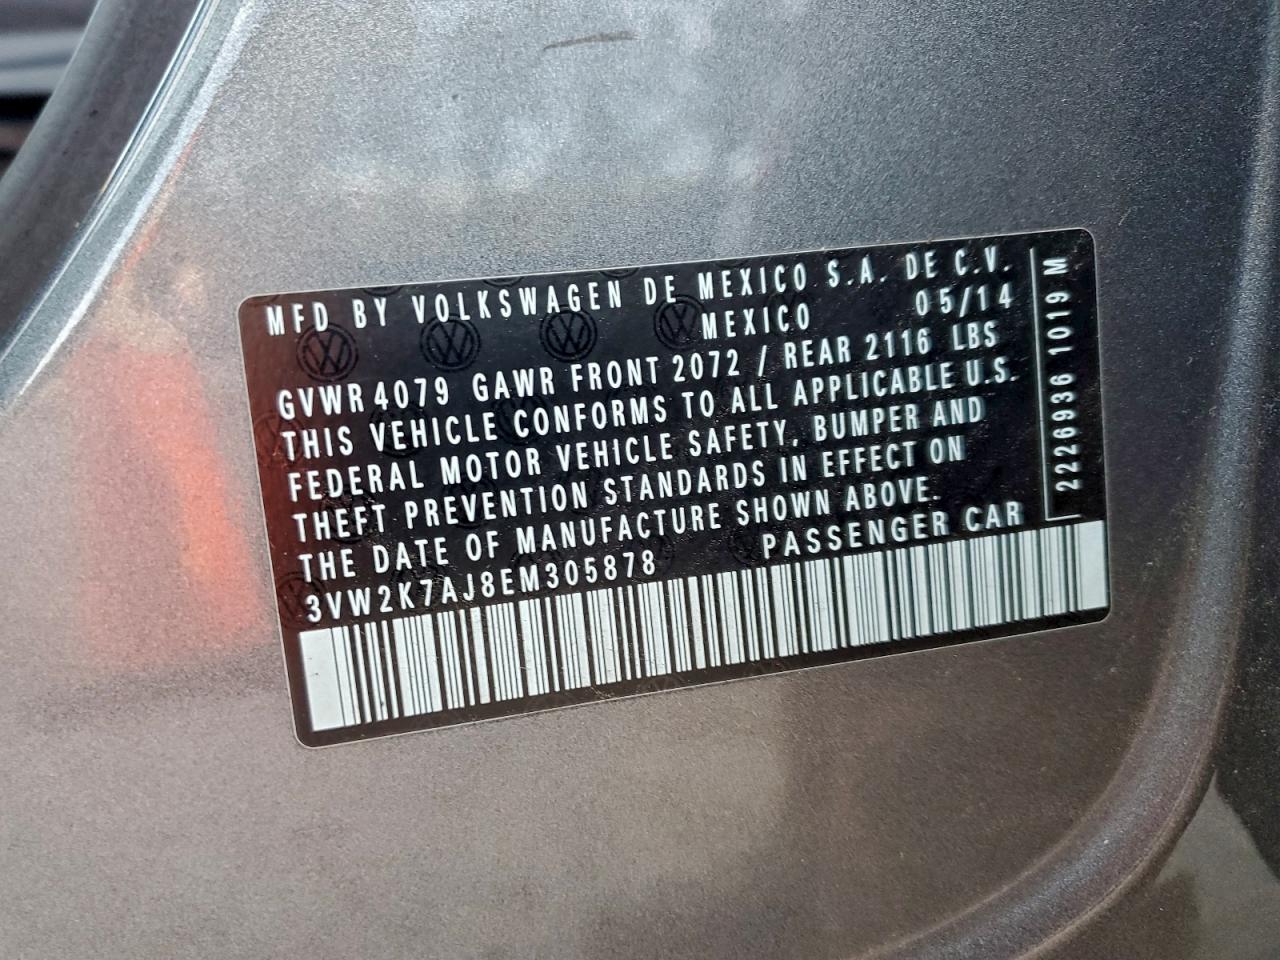 MFD BY VOLKSWAGEN DE MEXICO S.A. DE C.V.
MEXICO 05/14
GVWR 4079 GAWR FRONT 2072 / REAR 2116 LBS
THIS VEHICLE CONFORMS TO ALL APPLICABLE U.S.
FEDERAL MOTOR VEHICLE SAFETY, BUMPER AND
THEFT PREVENTION STANDARDS IN EFFECT ON
THE DATE OF MANUFACTURE SHOWN ABOVE.
3VW2K7AJ8EM305878 PASSENGER CAR
2226936 1019 M